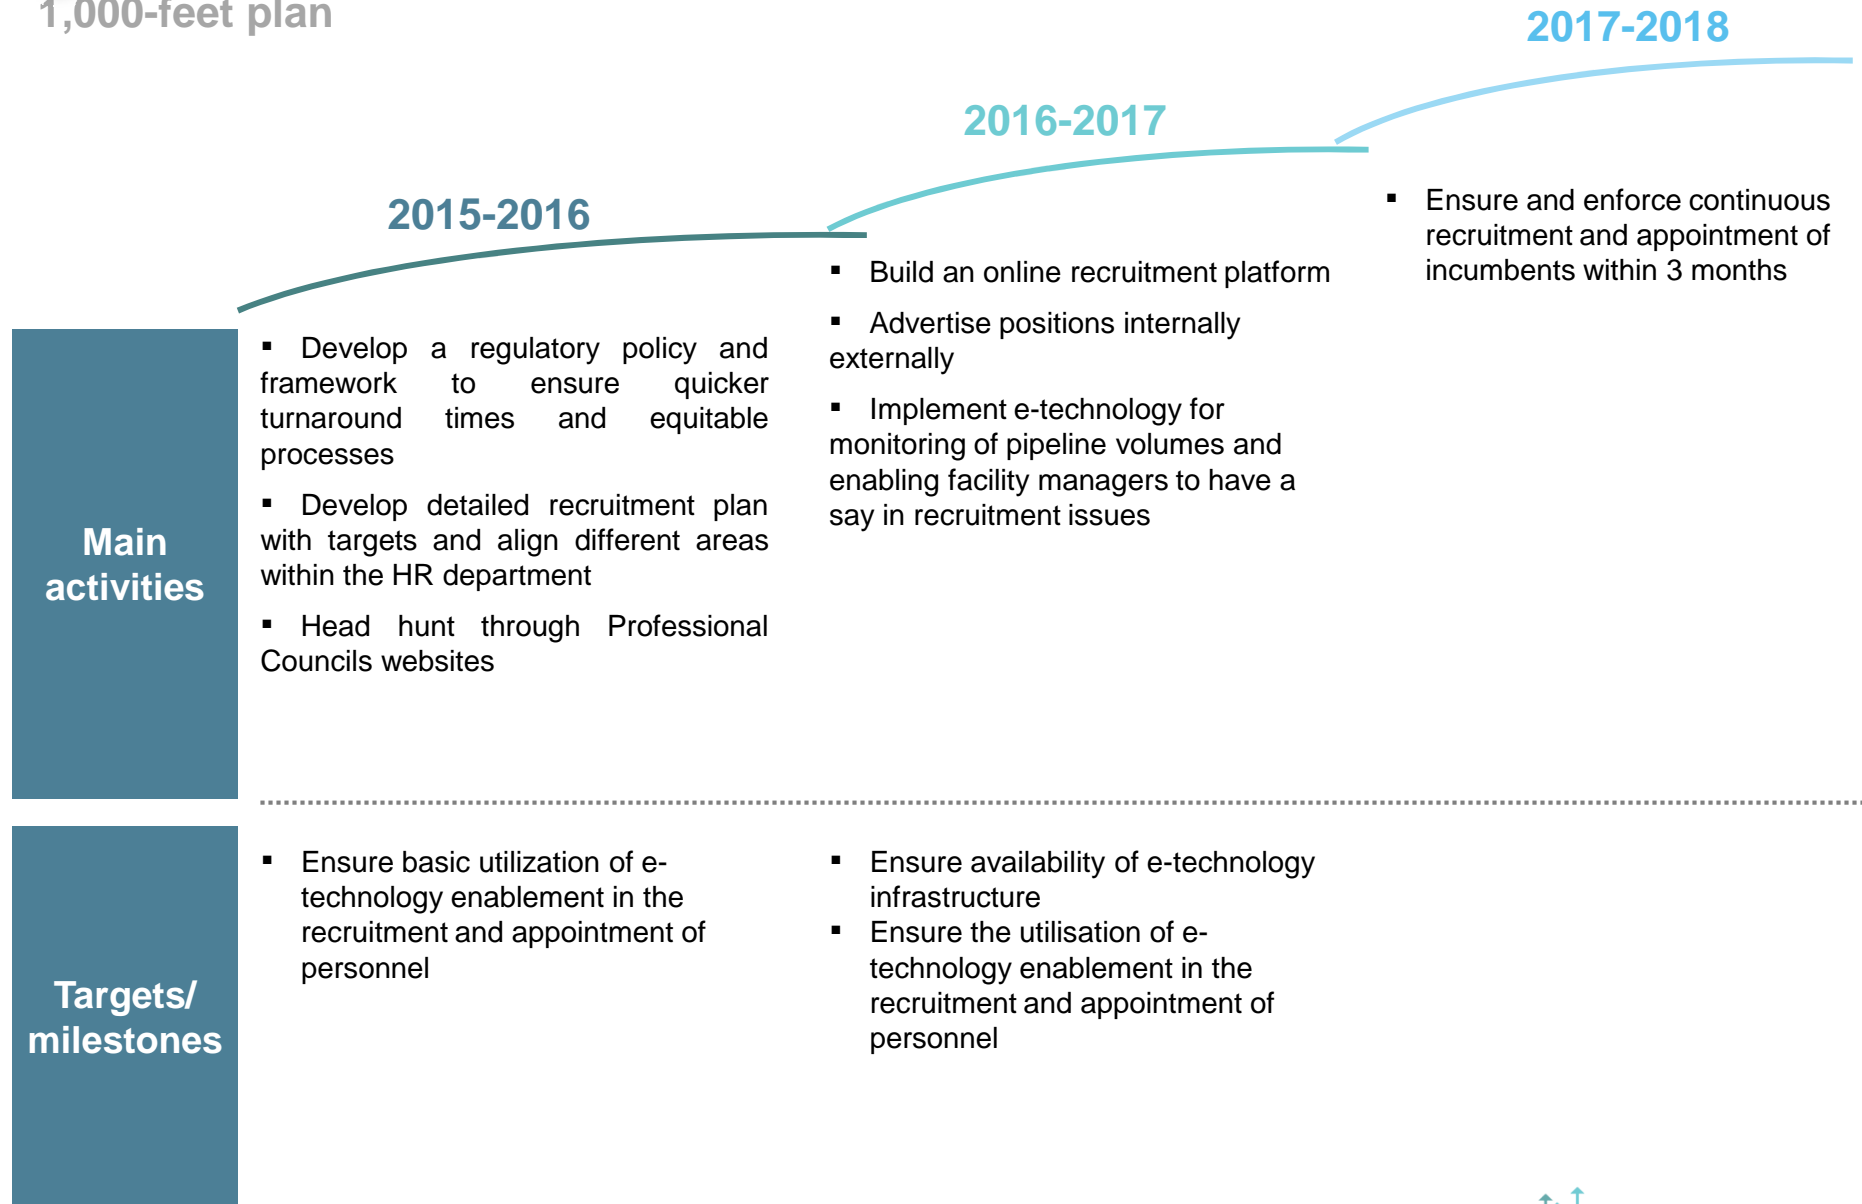 1,000-feet plan
2017-2018
2016-2017
2015-2016
▪ Ensure and enforce continuous
recruitment and appointment of
incumbents within 3 months
▪ Build an online recruitment platform
▪ Advertise positions internally
externally
▪ Implement e-technology for
monitoring of pipeline volumes and
enabling facility managers to have a
say in recruitment issues
Main
activities
▪ Develop a regulatory policy and
framework to ensure quicker
turnaround times and equitable
processes
▪ Develop detailed recruitment plan
with targets and align different areas
within the HR department
▪ Head hunt through Professional
Councils websites
Targets/
milestones
▪ Ensure basic utilization of e-
technology enablement in the
recruitment and appointment of
personnel
▪ Ensure availability of e-technology
infrastructure
▪ Ensure the utilisation of e-
technology enablement in the
recruitment and appointment of
personnel